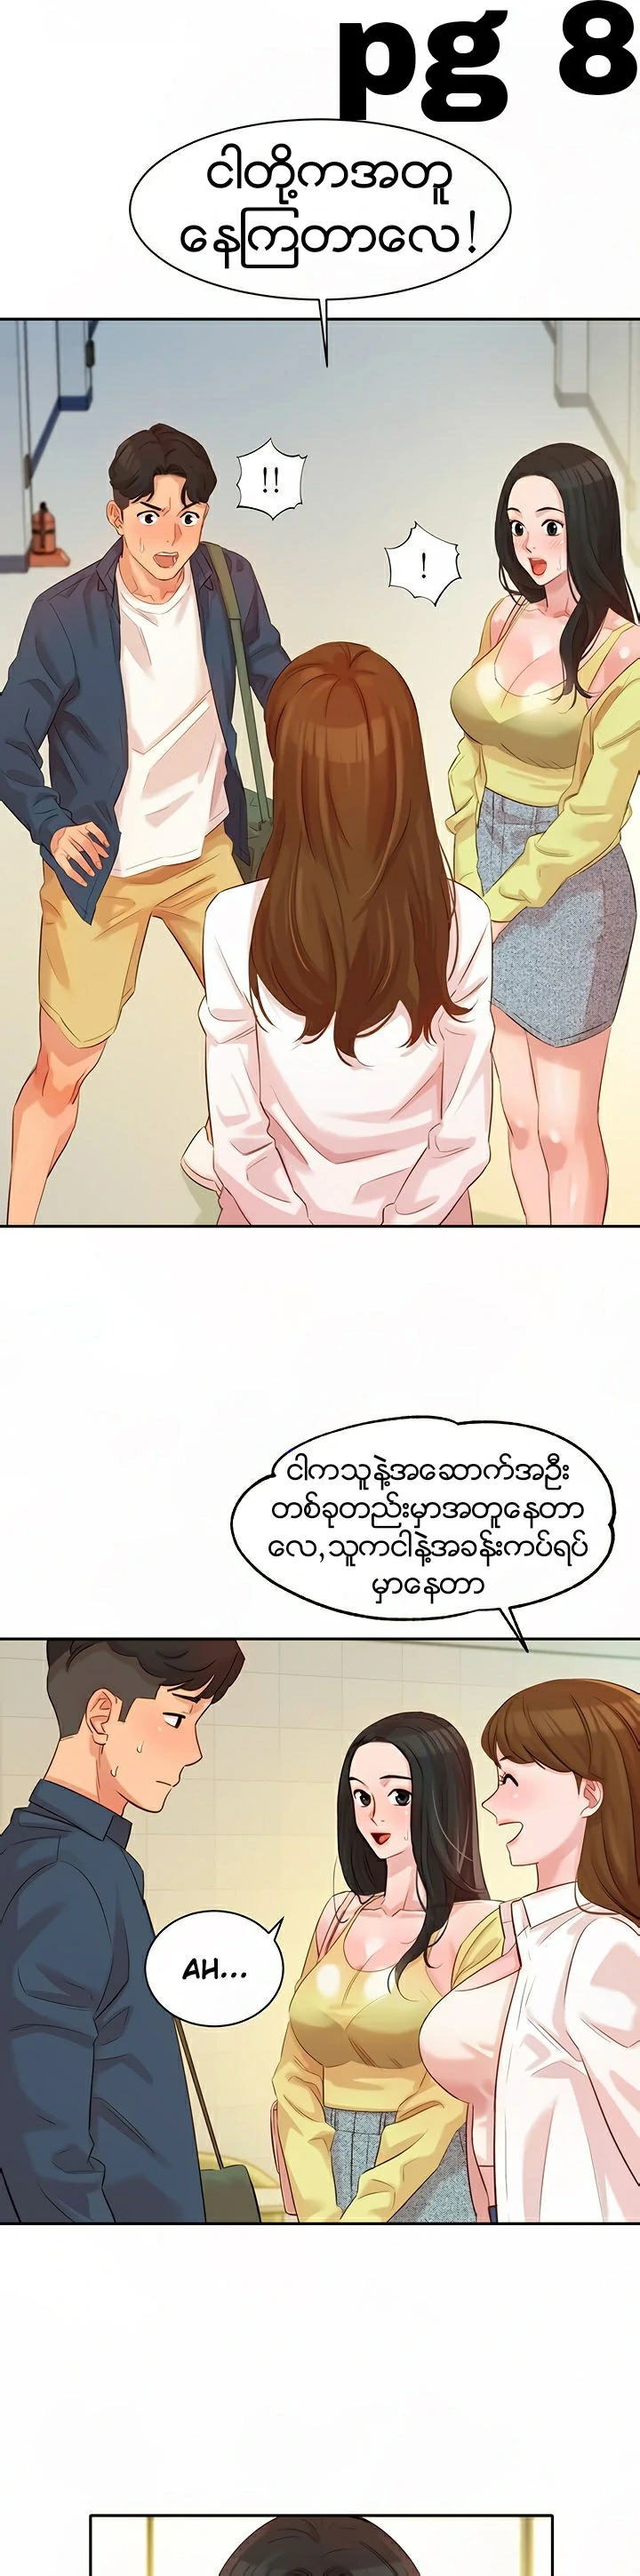 pg 8
ငါတို့ကအတူ
နေကြတာလေ!
!!
!
ငါကသူနဲ့အဆောက်အဦး
တစ်ခုတည်းမှာအတူနေတာ
လေ,သူကငါနဲ့အခန်းကပ်ရပ်
မှာနေတာ
AH...